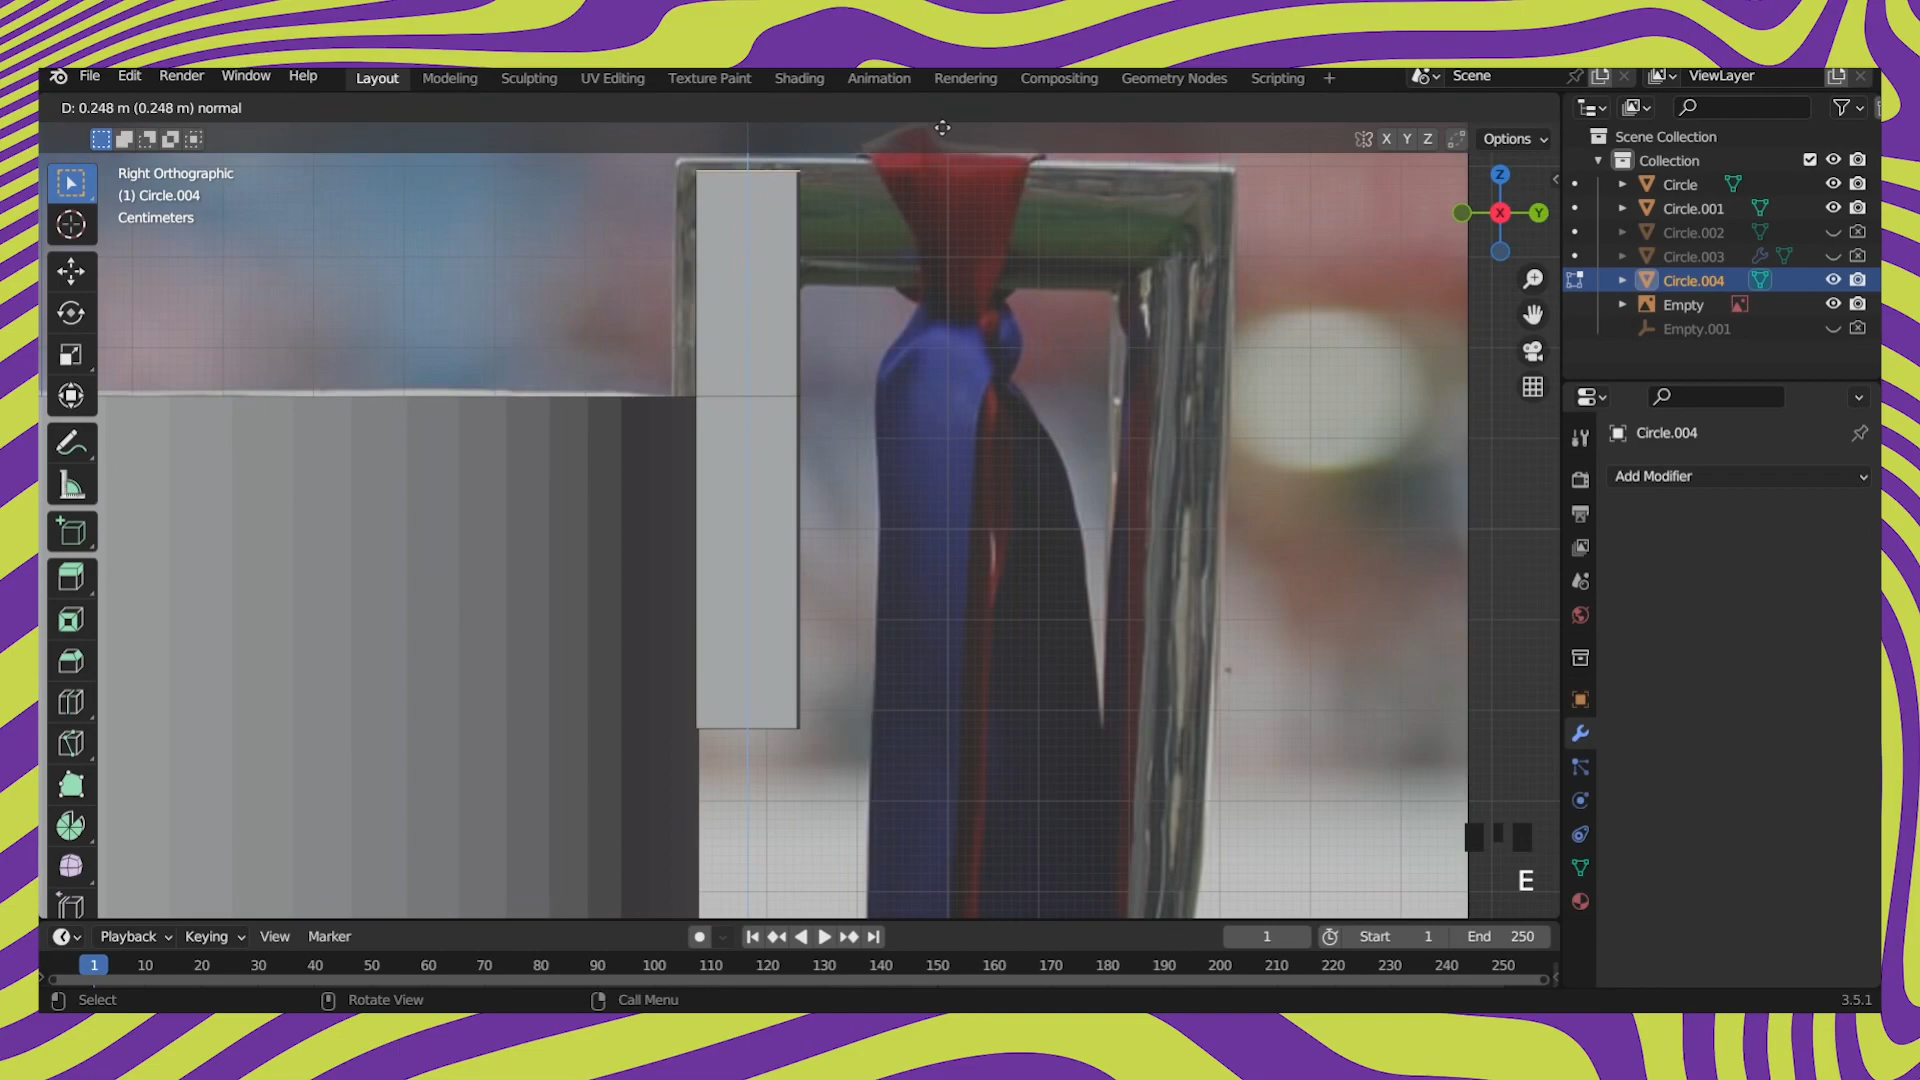 File Edit Render Window Help Layout Modeling Sculpting UV Editing Texture Paint Shading Animation Rendering Compositing Geometry Nodes Scripting + Scene ViewLayer
D: 0.248 m (0.248 m) normal
X Y Z Options
Right Orthographic
(1) Circle.004
Centimeters
Z
X
Y
Scene Collection
Collection
Circle
Circle.001
Circle.002
Circle.003
Circle.004
Empty
Empty.001
Circle.004
Add Modifier
E
Playback Keying View Marker 1 Start 1 End 250
1 10 20 30 40 50 60 70 80 90 100 110 120 130 140 150 160 170 180 190 200 210 220 230 240 250
Select Rotate View Call Menu 3.5.1